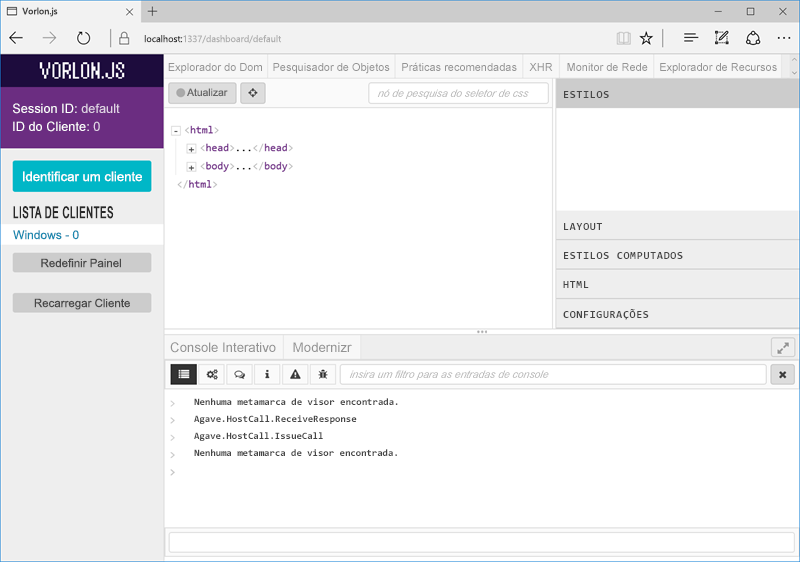 Vorlon.js
localhost:1337/dashboard/default
VORLON.JS
Session ID: default
ID do Cliente: 0
Identificar um cliente
LISTA DE CLIENTES
Windows - 0
Redefinir Painel
Recarregar Cliente
Explorador do Dom
Pesquisador de Objetos
Práticas recomendadas
XHR
Monitor de Rede
Explorador de Recursos
Atualizar
nó de pesquisa do seletor de css
- <html>
+ <head>...</head>
+ <body>...</body>
</html>
ESTILOS
LAYOUT
ESTILOS COMPUTADOS
HTML
CONFIGURAÇÕES
Console Interativo
Modernizr
insira um filtro para as entradas de console
> Nenhuma metamarca de visor encontrada.
> Agave.HostCall.ReceiveResponse
> Agave.HostCall.IssueCall
> Nenhuma metamarca de visor encontrada.
>